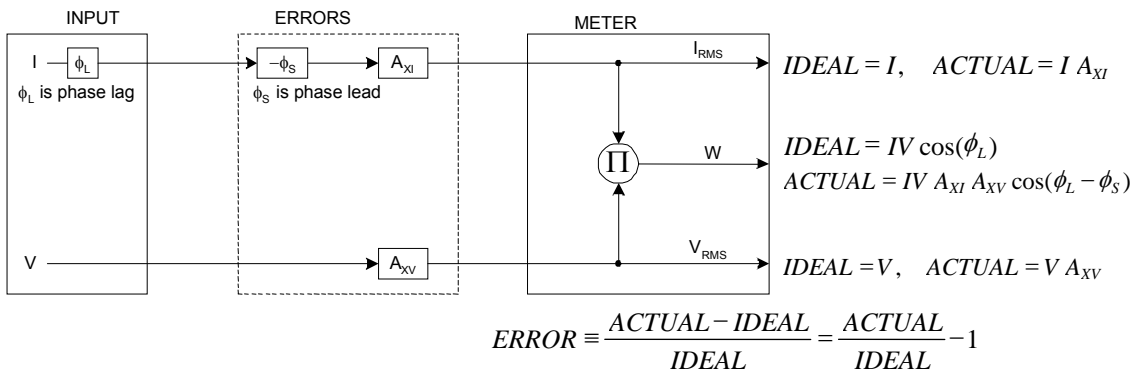 INPUT ERRORS METER
I ϕL −ϕS AXI IRMS IDEAL = I, ACTUAL = I AXI
ϕL is phase lag ϕS is phase lead
Π W IDEAL = IV cos(ϕL)
ACTUAL = IV AXI AXV cos(ϕL − ϕS)
V AXV VRMS IDEAL = V, ACTUAL = V AXV
ERROR ≡ (ACTUAL − IDEAL) / IDEAL = ACTUAL / IDEAL − 1